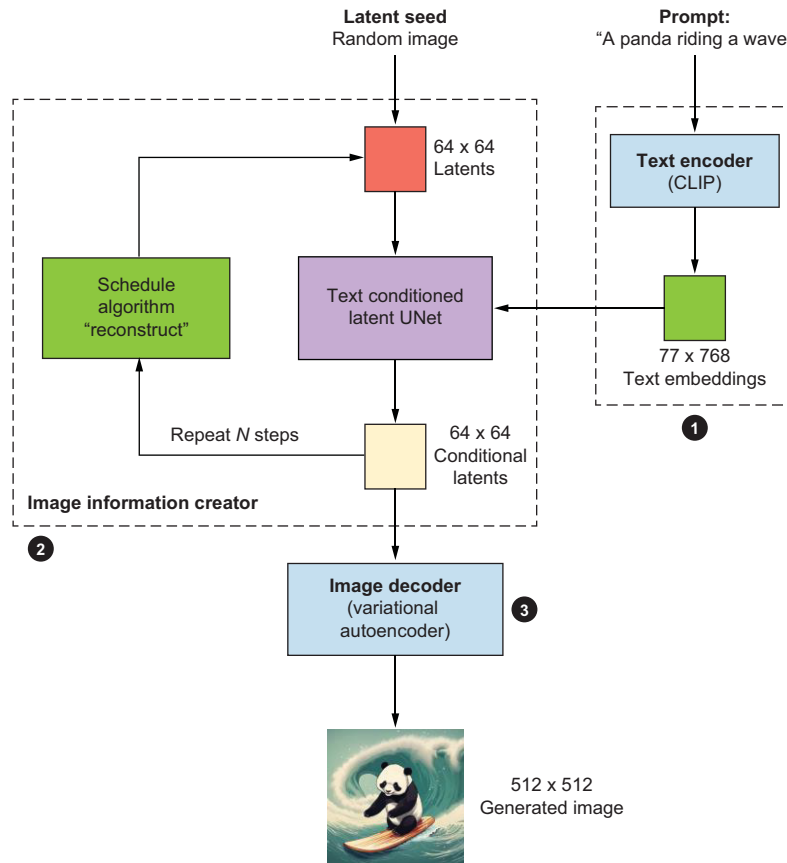 Latent seed
Random image
Prompt:
“A panda riding a wave
64 x 64
Latents
Text encoder
(CLIP)
Schedule
algorithm
“reconstruct”
Text conditioned
latent UNet
77 x 768
Text embeddings
1
Repeat N steps
64 x 64
Conditional
latents
Image information creator
2
Image decoder
(variational
autoencoder)
3
512 x 512
Generated image